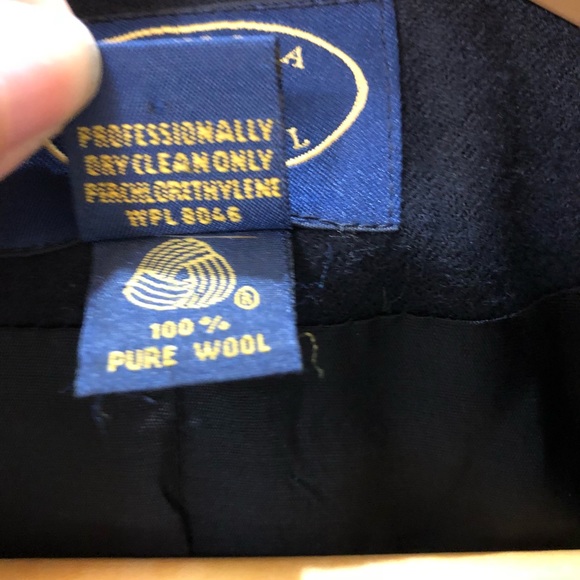 A
L
PROFESSIONALLY
DRY CLEAN ONLY
PERCHLORETHYLENE
WPL 8046
®
100%
PURE WOOL